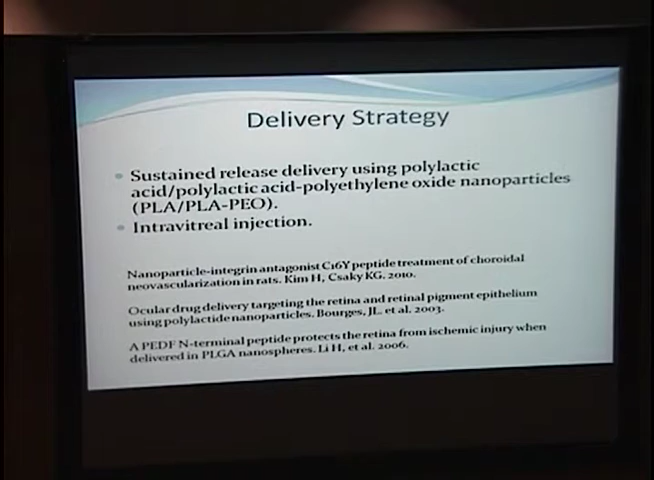 Delivery Strategy
Sustained release delivery using polylactic
acid/polylactic acid-polyethylene oxide nanoparticles
(PLA/PLA-PEO).
Intravitreal injection.
Nanoparticle-integrin antagonist C16Y peptide treatment of choroidal
neovascularization in rats. Kim H, Csaky KG. 2010.
Ocular drug delivery targeting the retina and retinal pigment epithelium
using polylactide nanoparticles. Bourges, JL. et al. 2003.
A PEDF N-terminal peptide protects the retina from ischemic injury when
delivered in PLGA nanospheres. Li H, et al. 2006.